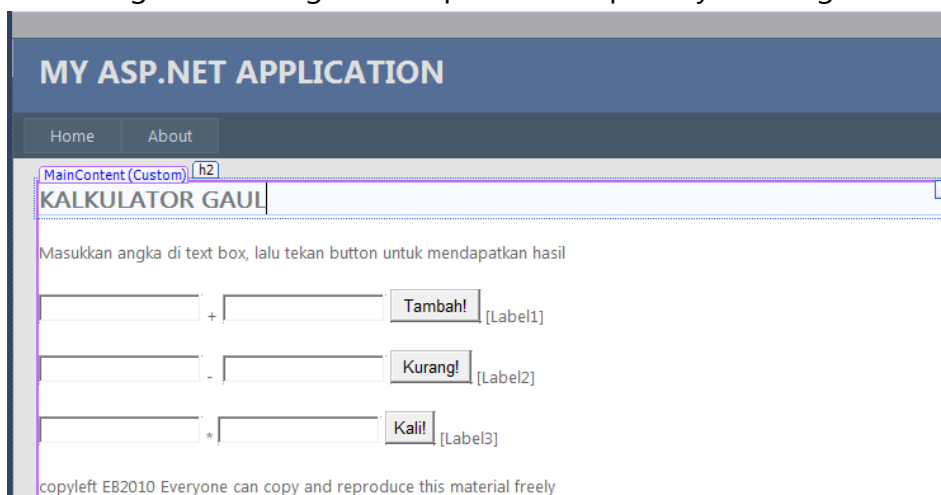 MY ASP.NET APPLICATION
Home About
MainContent (Custom) h2
KALKULATOR GAUL
Masukkan angka di text box, lalu tekan button untuk mendapatkan hasil
+ Tambah! [Label1]
- Kurang! [Label2]
* Kali! [Label3]
copyleft EB2010 Everyone can copy and reproduce this material freely